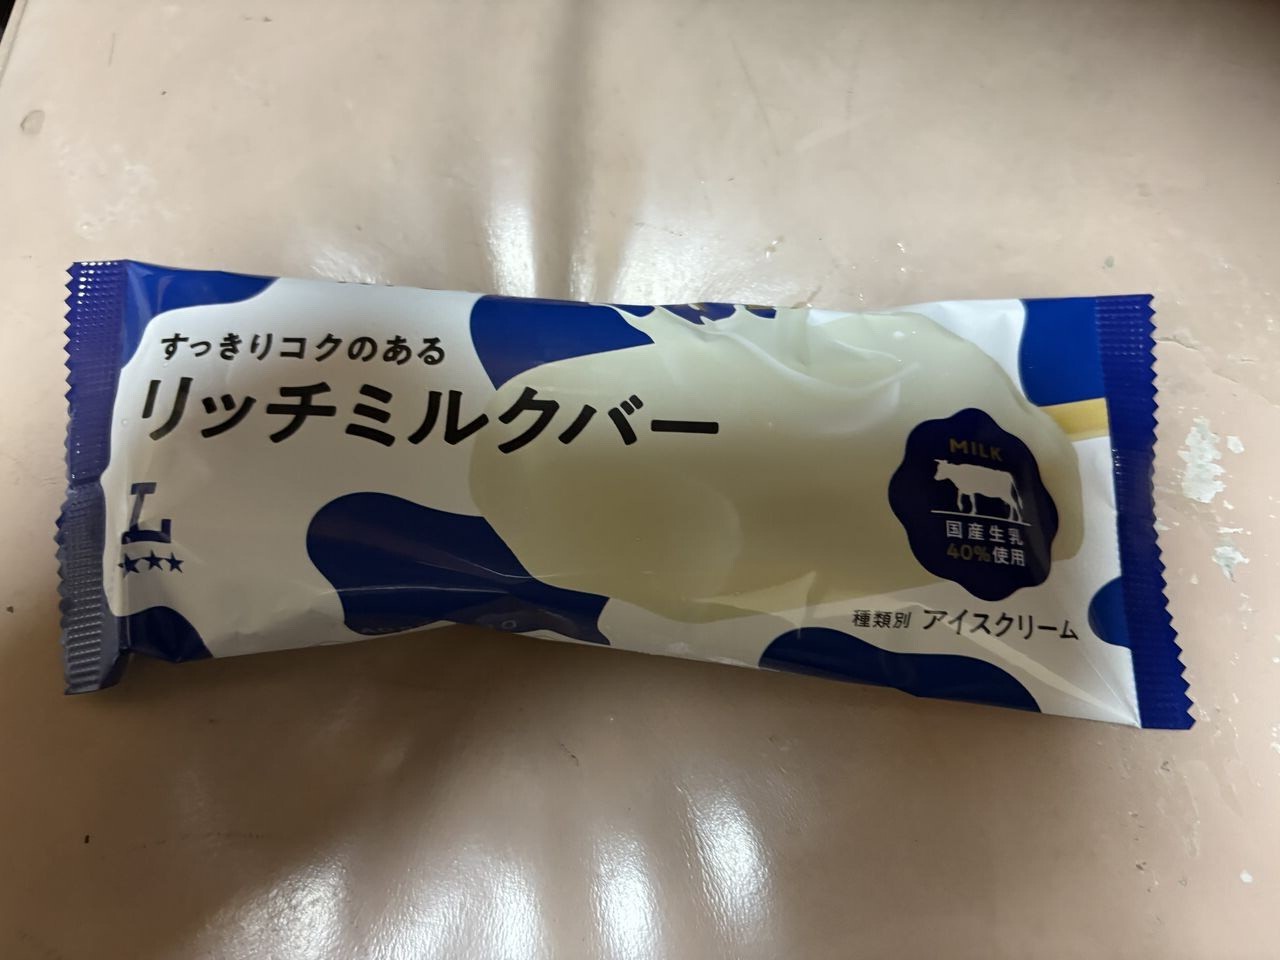 すっきりコクのある
リッチミルクバー
L
MILK
国産生乳
40%使用
種類別 アイスクリーム